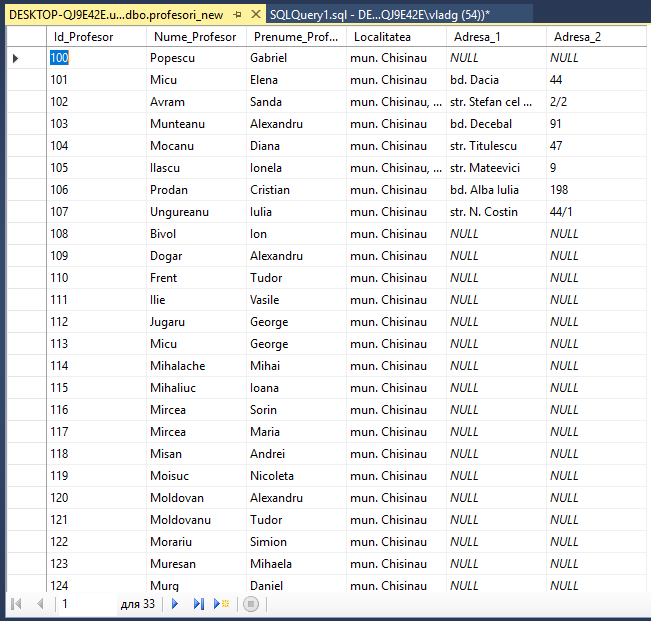 DESKTOP-QJ9E42E.u...dbo.profesori_new SQLQuery1.sql - DE...QJ9E42E\vladg (54))*
Id_Profesor Nume_Profesor Prenume_Prof... Localitatea Adresa_1 Adresa_2
100 Popescu Gabriel mun. Chisinau NULL NULL
101 Micu Elena mun. Chisinau bd. Dacia 44
102 Avram Sanda mun. Chisinau, ... str. Stefan cel ... 2/2
103 Munteanu Alexandru mun. Chisinau bd. Decebal 91
104 Mocanu Diana mun. Chisinau str. Titulescu 47
105 Ilascu Ionela mun. Chisinau, ... str. Mateevici 9
106 Prodan Cristian mun. Chisinau bd. Alba Iulia 198
107 Ungureanu Iulia mun. Chisinau str. N. Costin 44/1
108 Bivol Ion mun. Chisinau NULL NULL
109 Dogar Alexandru mun. Chisinau NULL NULL
110 Frent Tudor mun. Chisinau NULL NULL
111 Ilie Vasile mun. Chisinau NULL NULL
112 Jugaru George mun. Chisinau NULL NULL
113 Micu George mun. Chisinau NULL NULL
114 Mihalache Mihai mun. Chisinau NULL NULL
115 Mihaliuc Ioana mun. Chisinau NULL NULL
116 Mircea Sorin mun. Chisinau NULL NULL
117 Mircea Maria mun. Chisinau NULL NULL
118 Misan Andrei mun. Chisinau NULL NULL
119 Moisuc Nicoleta mun. Chisinau NULL NULL
120 Moldovan Alexandru mun. Chisinau NULL NULL
121 Moldovanu Tudor mun. Chisinau NULL NULL
122 Morariu Simion mun. Chisinau NULL NULL
123 Muresan Mihaela mun. Chisinau NULL NULL
124 Murg Daniel mun. Chisinau NULL NULL
1 для 33